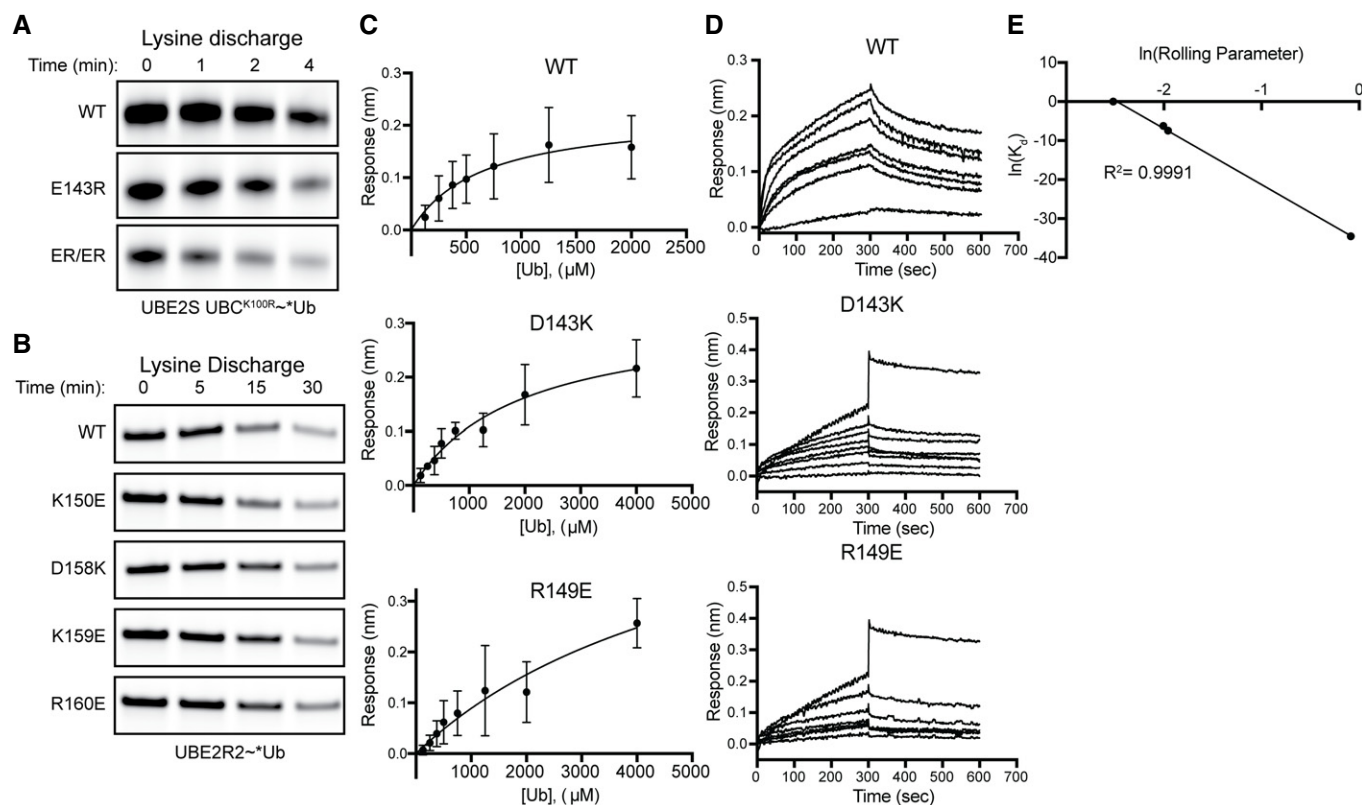 A
Lysine discharge
Time (min): 0 1 2 4
WT
E143R
ER/ER
UBE2S UBC^K100R~*Ub
B
Lysine Discharge
Time (min): 0 5 15 30
WT
K150E
D158K
K159E
R160E
UBE2R2~*Ub
C
WT
Response (nm)
0.3
0.2
0.1
0.0
500 1000 1500 2000 2500
[Ub], (µM)
D143K
Response (nm)
0.3
0.2
0.1
0.0
1000 2000 3000 4000 5000
[Ub], (µM)
R149E
Response (nm)
0.3
0.2
0.1
0.0
1000 2000 3000 4000 5000
[Ub], (µM)
D
WT
Response (nm)
0.3
0.2
0.1
0.0
0 100 200 300 400 500 600 700
Time (sec)
D143K
Response (nm)
0.5
0.4
0.3
0.2
0.1
0.0
0 100 200 300 400 500 600 700
Time (sec)
R149E
Response (nm)
0.5
0.4
0.3
0.2
0.1
0.0
0 100 200 300 400 500 600 700
Time (sec)
E
ln(Rolling Parameter)
-2 -1 0
ln(K_d)
10
0
-10
-20
-30
-40
R²= 0.9991